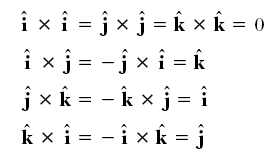 î × î = ĵ × ĵ = k̂ × k̂ = 0
î × ĵ = − ĵ × î = k̂
ĵ × k̂ = − k̂ × ĵ = î
k̂ × î = − î × k̂ = ĵ